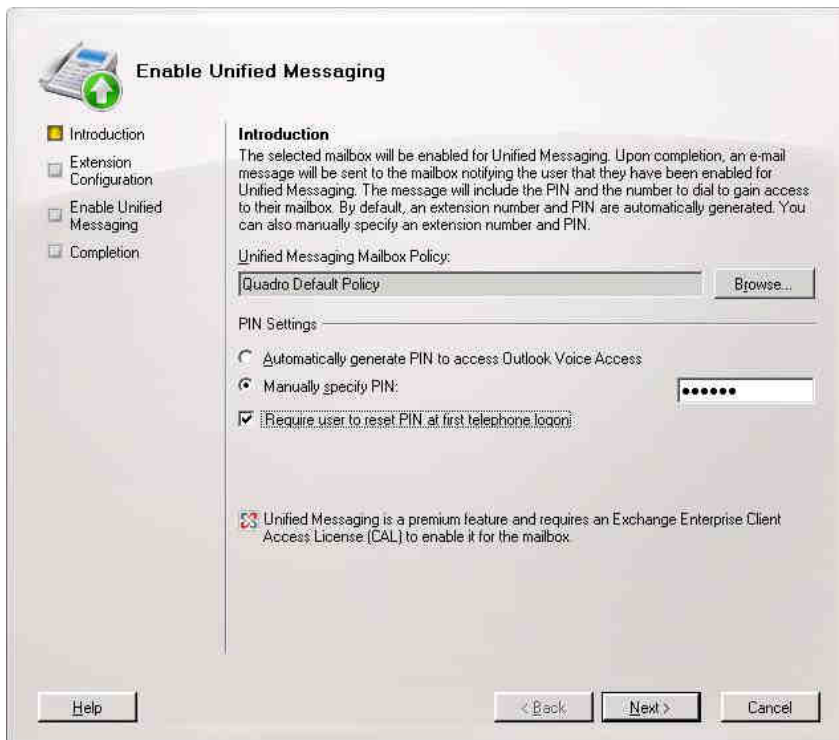 Enable Unified Messaging
Introduction
Extension
Configuration
Enable Unified
Messaging
Completion
Introduction
The selected mailbox will be enabled for Unified Messaging. Upon completion, an e-mail
message will be sent to the mailbox notifying the user that they have been enabled for
Unified Messaging. The message will include the PIN and the number to dial to gain access
to their mailbox. By default, an extension number and PIN are automatically generated. You
can also manually specify an extension number and PIN.
Unified Messaging Mailbox Policy:
Quadro Default Policy
Browse...
PIN Settings
Automatically generate PIN to access Outlook Voice Access
Manually specify PIN:
••••••
Require user to reset PIN at first telephone logon
Unified Messaging is a premium feature and requires an Exchange Enterprise Client
Access License (CAL) to enable it for the mailbox.
Help
< Back
Next >
Cancel